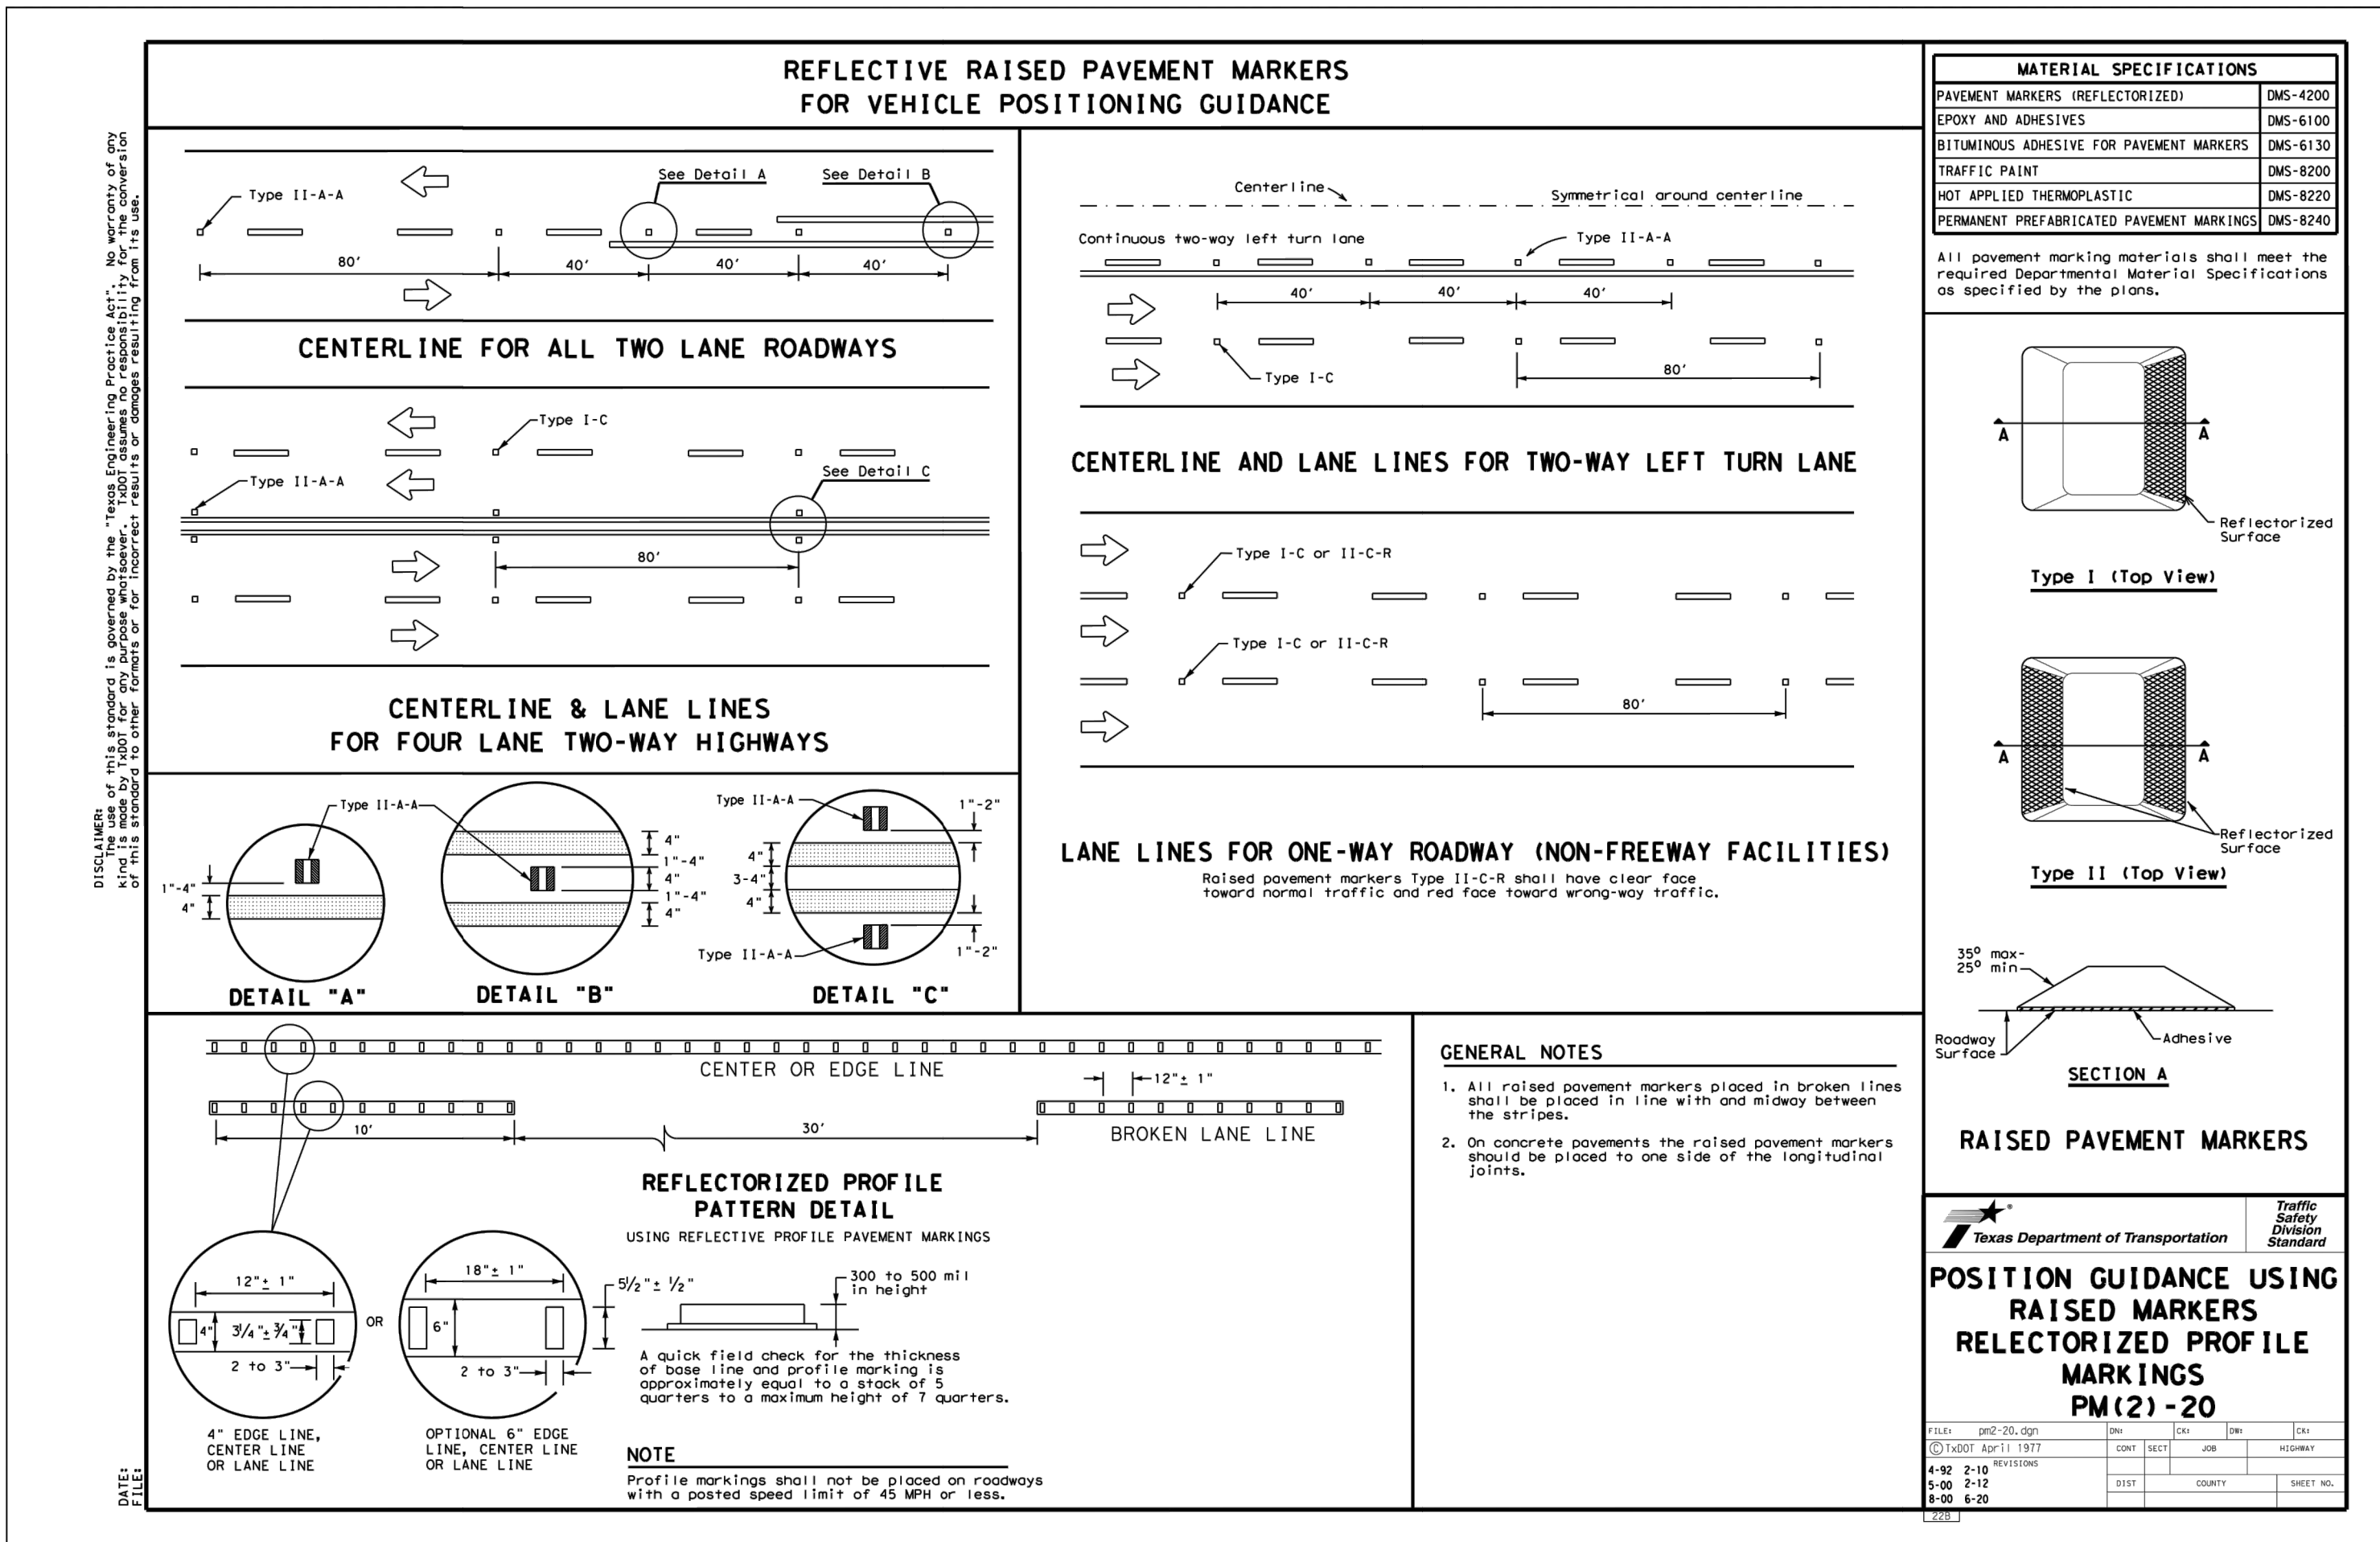 REFLECTIVE RAISED PAVEMENT MARKERS
FOR VEHICLE POSITIONING GUIDANCE
DISCLAIMER:
The use of this standard is governed by the "Texas Engineering Practice Act". No warranty of any
kind is made by TxDOT for any purpose whatsoever. TxDOT assumes no responsibility for the conversion
of this standard to other formats or for incorrect results or damages resulting from its use.
DATE:
FILE:
Type II-A-A
See Detail A
See Detail B
80'
40'
40'
40'
CENTERLINE FOR ALL TWO LANE ROADWAYS
Type I-C
Type II-A-A
See Detail C
80'
CENTERLINE & LANE LINES
FOR FOUR LANE TWO-WAY HIGHWAYS
Type II-A-A
1"-4"
4"
DETAIL "A"
4"
1"-4"
4"
1"-4"
4"
DETAIL "B"
Type II-A-A
1"-2"
4"
3-4"
4"
Type II-A-A
1"-2"
DETAIL "C"
Centerline
Symmetrical around centerline
Continuous two-way left turn lane
Type II-A-A
40'
40'
40'
Type I-C
80'
CENTERLINE AND LANE LINES FOR TWO-WAY LEFT TURN LANE
Type I-C or II-C-R
Type I-C or II-C-R
80'
LANE LINES FOR ONE-WAY ROADWAY (NON-FREEWAY FACILITIES)
Raised pavement markers Type II-C-R shall have clear face
toward normal traffic and red face toward wrong-way traffic.
CENTER OR EDGE LINE
12"± 1"
10'
30'
BROKEN LANE LINE
REFLECTORIZED PROFILE
PATTERN DETAIL
USING REFLECTIVE PROFILE PAVEMENT MARKINGS
12"± 1"
4"
3¼"± ¾"
2 to 3"
OR
18"± 1"
6"
5½"± ½"
2 to 3"
300 to 500 mil
in height
A quick field check for the thickness
of base line and profile marking is
approximately equal to a stack of 5
quarters to a maximum height of 7 quarters.
4" EDGE LINE,
CENTER LINE
OR LANE LINE
OPTIONAL 6" EDGE
LINE, CENTER LINE
OR LANE LINE
NOTE
Profile markings shall not be placed on roadways
with a posted speed limit of 45 MPH or less.
GENERAL NOTES
1. All raised pavement markers placed in broken lines
shall be placed in line with and midway between
the stripes.
2. On concrete pavements the raised pavement markers
should be placed to one side of the longitudinal
joints.
MATERIAL SPECIFICATIONS
PAVEMENT MARKERS (REFLECTORIZED) DMS-4200
EPOXY AND ADHESIVES DMS-6100
BITUMINOUS ADHESIVE FOR PAVEMENT MARKERS DMS-6130
TRAFFIC PAINT DMS-8200
HOT APPLIED THERMOPLASTIC DMS-8220
PERMANENT PREFABRICATED PAVEMENT MARKINGS DMS-8240
All pavement marking materials shall meet the
required Departmental Material Specifications
as specified by the plans.
A
A
Reflectorized
Surface
Type I (Top View)
A
A
Reflectorized
Surface
Type II (Top View)
35° max-
25° min
Roadway
Surface
Adhesive
SECTION A
RAISED PAVEMENT MARKERS
®
Texas Department of Transportation
Traffic
Safety
Division
Standard
POSITION GUIDANCE USING
RAISED MARKERS
RELECTORIZED PROFILE
MARKINGS
PM(2)-20
FILE: pm2-20.dgn DN: CK: DW: CK:
© TxDOT April 1977 CONT SECT JOB HIGHWAY
REVISIONS
4-92 2-10
5-00 2-12
8-00 6-20
DIST COUNTY SHEET NO.
22B